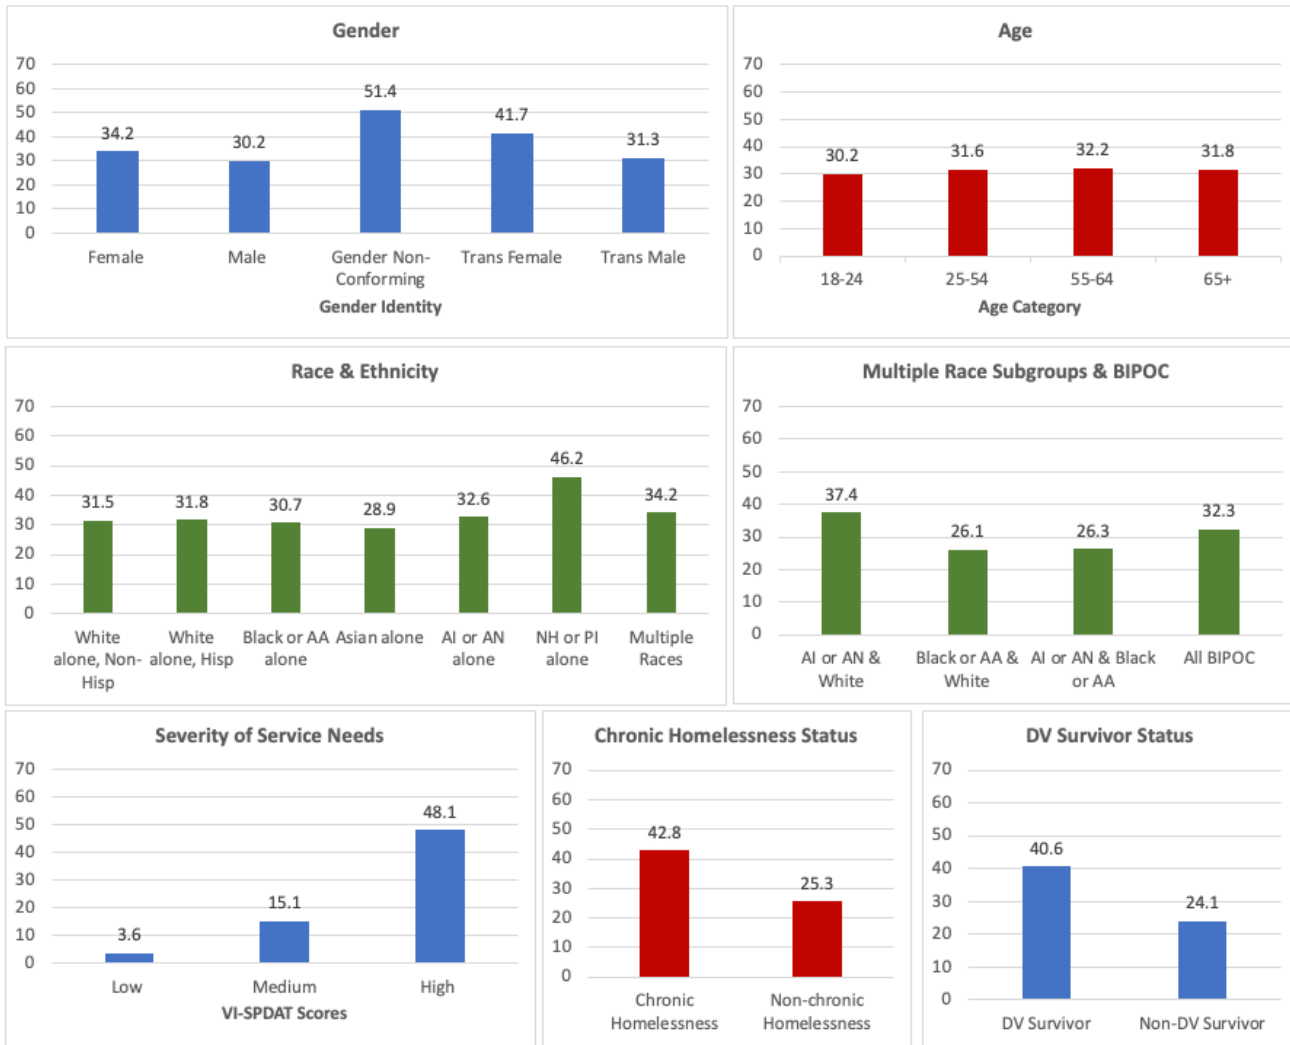 Gender
70
60
50
40
30
20
10
0
34.2
30.2
51.4
41.7
31.3
Female
Male
Gender Non-
Conforming
Trans Female
Trans Male
Gender Identity
Age
70
60
50
40
30
20
10
0
30.2
31.6
32.2
31.8
18-24
25-54
55-64
65+
Age Category
Race & Ethnicity
70
60
50
40
30
20
10
0
31.5
31.8
30.7
28.9
32.6
46.2
34.2
White
alone, Non-
Hisp
White
alone, Hisp
Black or AA
alone
Asian alone
AI or AN
alone
NH or PI
alone
Multiple
Races
Multiple Race Subgroups & BIPOC
70
60
50
40
30
20
10
0
37.4
26.1
26.3
32.3
AI or AN &
White
Black or AA &
White
AI or AN & Black
or AA
All BIPOC
Severity of Service Needs
70
60
50
40
30
20
10
0
3.6
15.1
48.1
Low
Medium
High
VI-SPDAT Scores
Chronic Homelessness Status
70
60
50
40
30
20
10
0
42.8
25.3
Chronic
Homelessness
Non-chronic
Homelessness
DV Survivor Status
70
60
50
40
30
20
10
0
40.6
24.1
DV Survivor
Non-DV Survivor